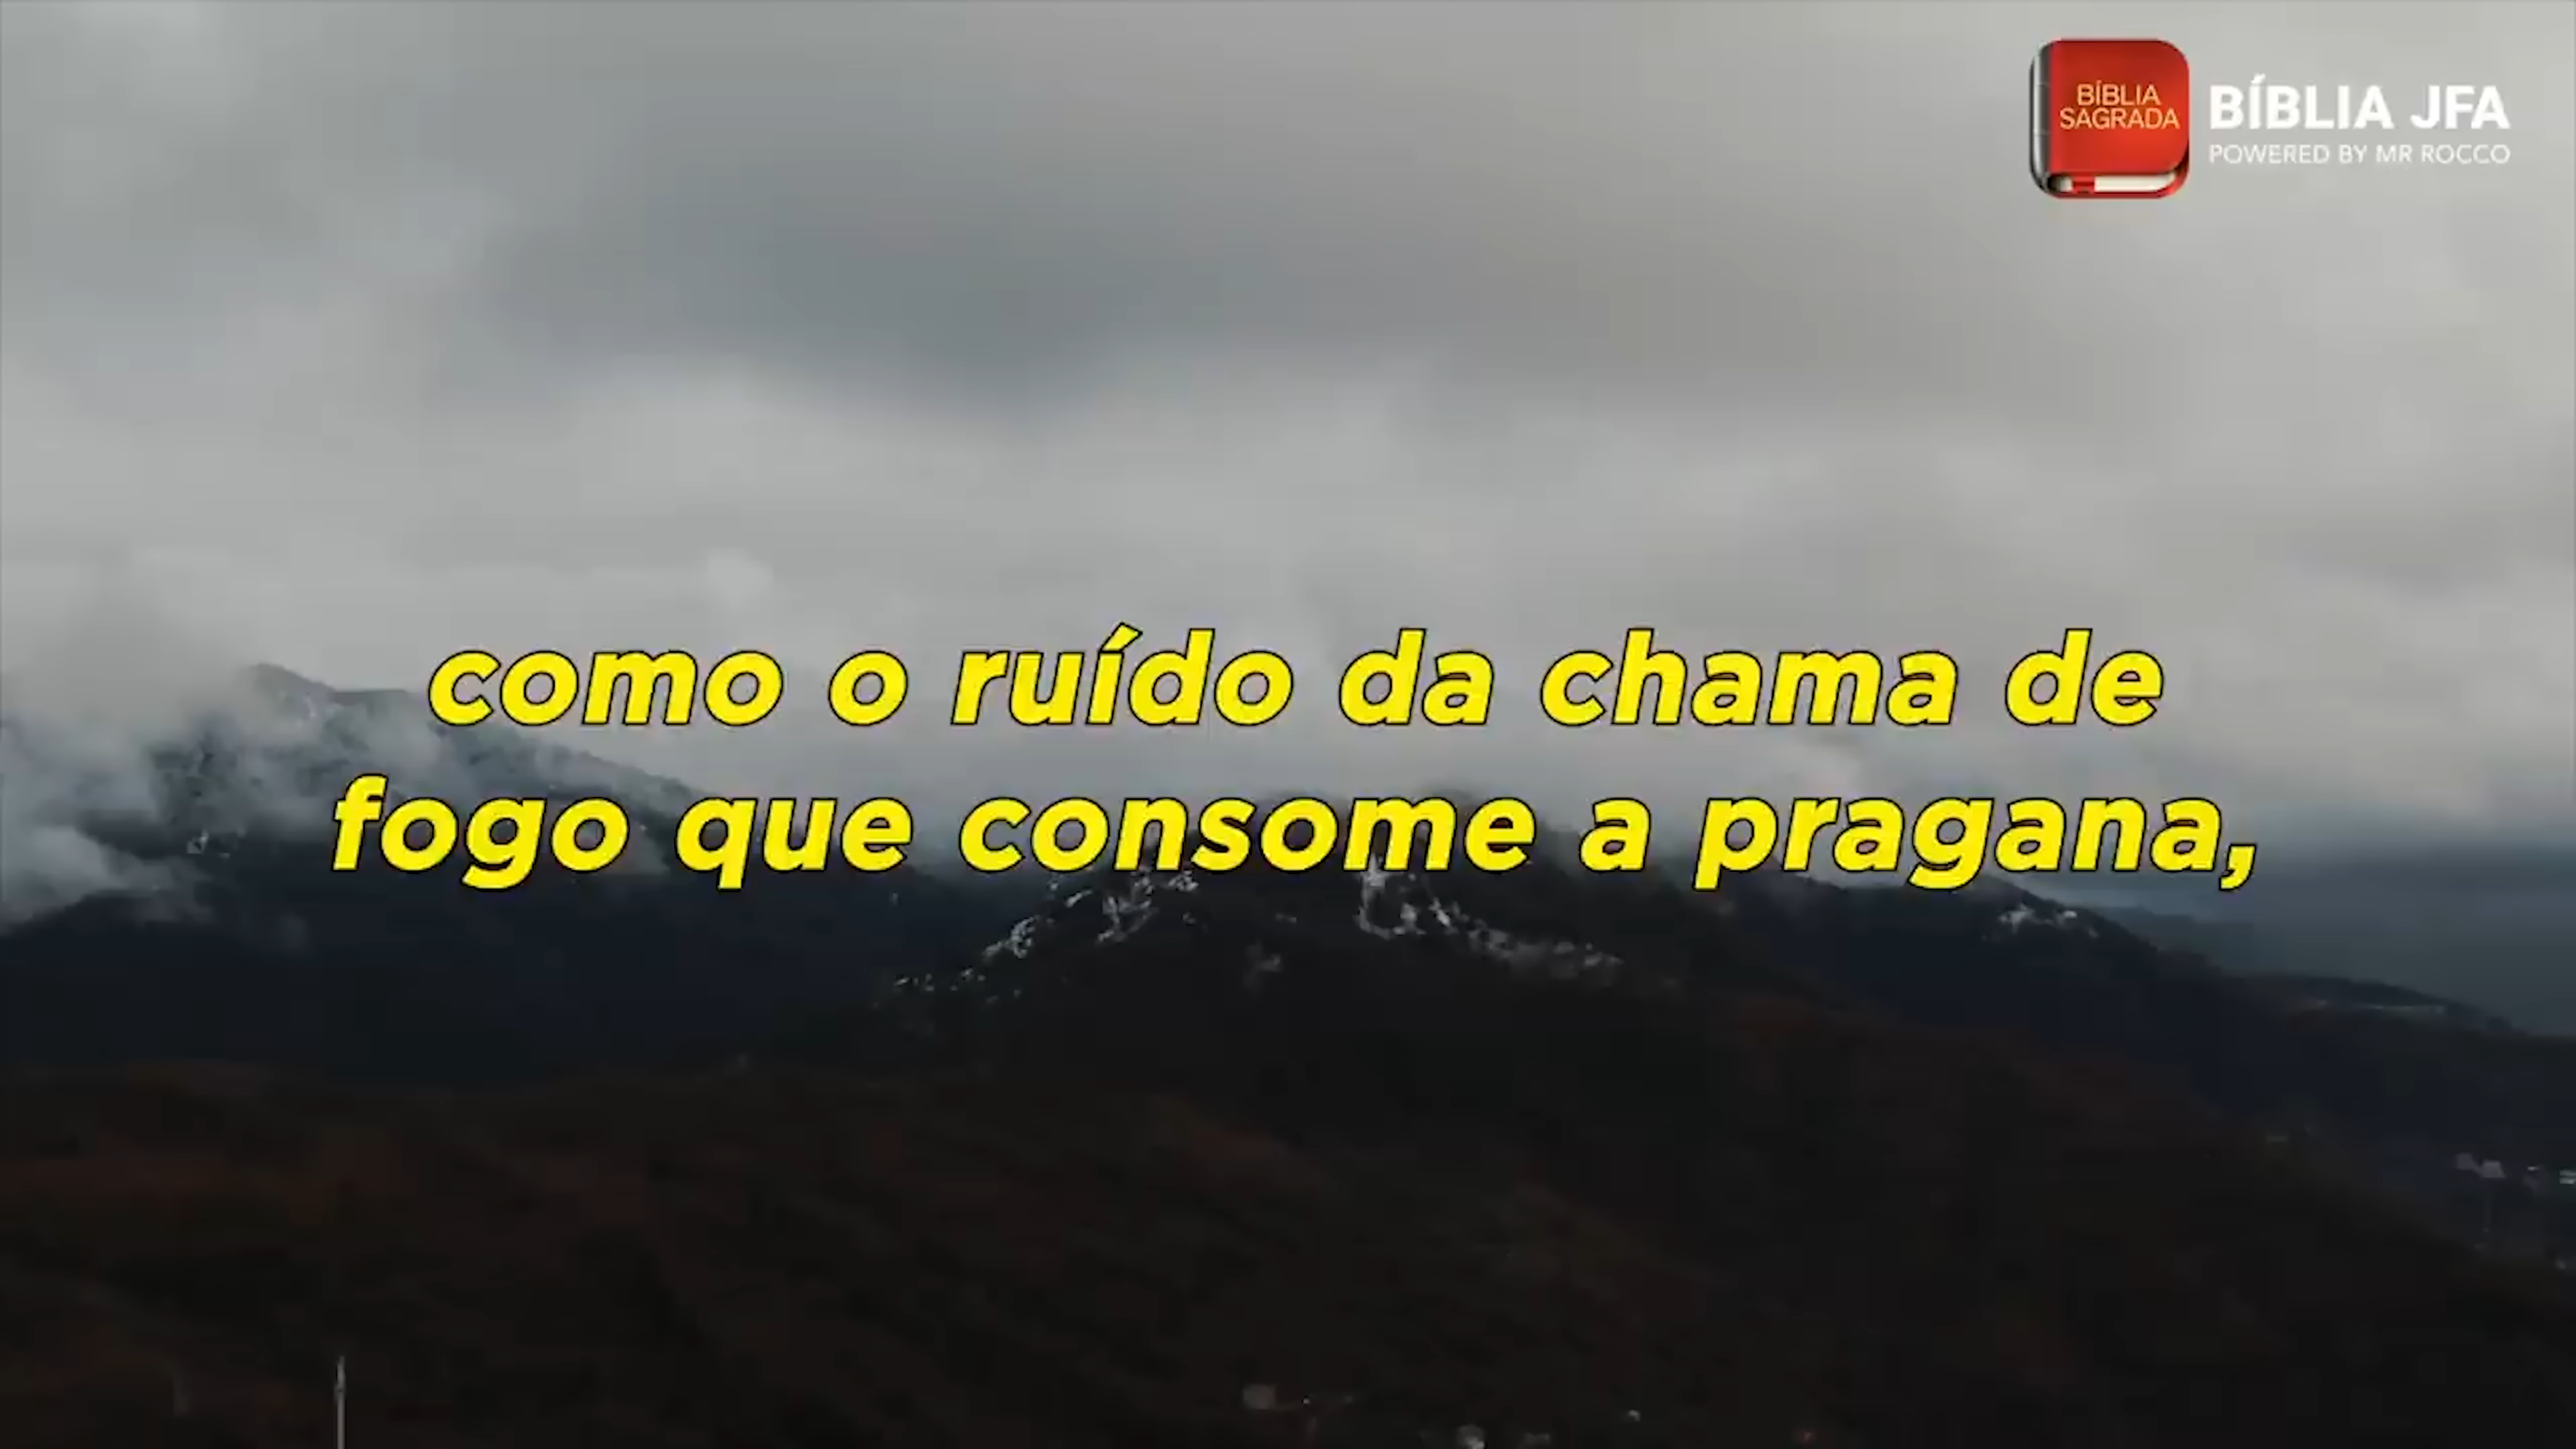 BÍBLIA
SAGRADA
BÍBLIA JFA
POWERED BY MR ROCCO
como o ruído da chama de
fogo que consome a pragana,